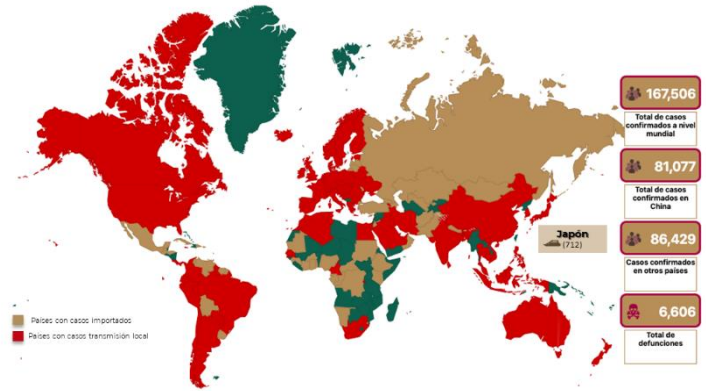 167,506
Total de casos
confirmados a nivel
mundial
81,077
Total de casos
confirmados en
China
Japón
(712)
86,429
Casos confirmados
en otros países
6,606
Total de
defunciones
Países con casos importados
Países con casos transmisión local